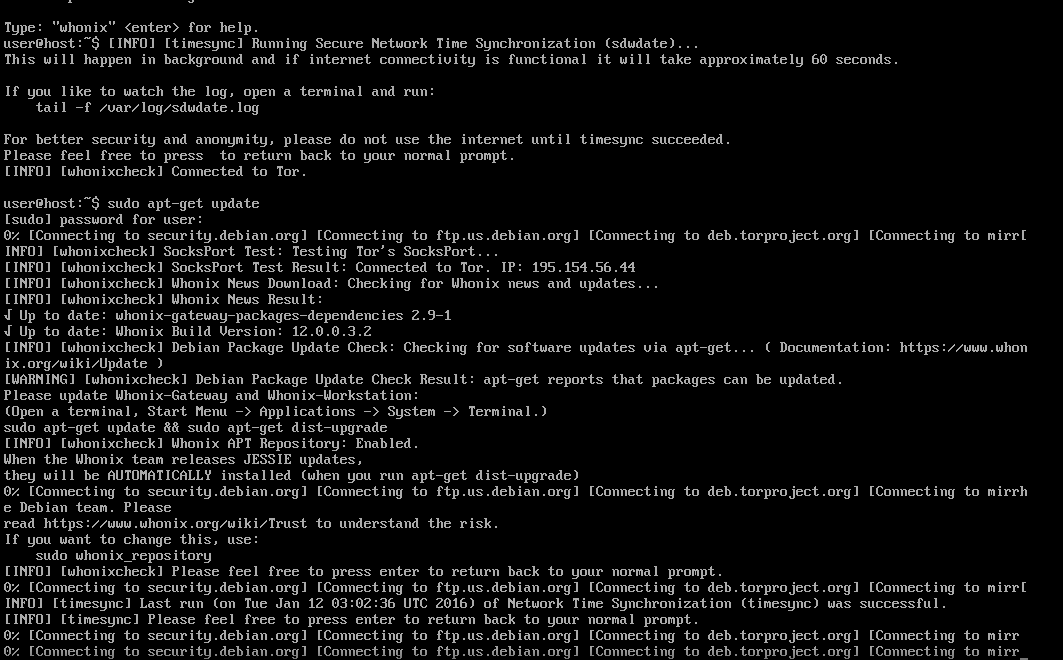 Type: "whonix" <enter> for help.
user@host:~$ [INFO] [timesync] Running Secure Network Time Synchronization (sdwdate)...
This will happen in background and if internet connectivity is functional it will take approximately 60 seconds.
If you like to watch the log, open a terminal and run:
tail -f /var/log/sdwdate.log
For better security and anonymity, please do not use the internet until timesync succeeded.
Please feel free to press  to return back to your normal prompt.
[INFO] [whonixcheck] Connected to Tor.
user@host:~$ sudo apt-get update
[sudo] password for user:
0% [Connecting to security.debian.org] [Connecting to ftp.us.debian.org] [Connecting to deb.torproject.org] [Connecting to mirr[
INFO] [whonixcheck] SocksPort Test: Testing Tor's SocksPort...
[INFO] [whonixcheck] SocksPort Test Result: Connected to Tor. IP: 195.154.56.44
[INFO] [whonixcheck] Whonix News Download: Checking for Whonix news and updates...
[INFO] [whonixcheck] Whonix News Result:
√ Up to date: whonix-gateway-packages-dependencies 2.9-1
√ Up to date: Whonix Build Version: 12.0.0.3.2
[INFO] [whonixcheck] Debian Package Update Check: Checking for software updates via apt-get... ( Documentation: https://www.whon
ix.org/wiki/Update )
[WARNING] [whonixcheck] Debian Package Update Check Result: apt-get reports that packages can be updated.
Please update Whonix-Gateway and Whonix-Workstation:
(Open a terminal, Start Menu -> Applications -> System -> Terminal.)
sudo apt-get update && sudo apt-get dist-upgrade
[INFO] [whonixcheck] Whonix APT Repository: Enabled.
When the Whonix team releases JESSIE updates,
they will be AUTOMATICALLY installed (when you run apt-get dist-upgrade)
0% [Connecting to security.debian.org] [Connecting to ftp.us.debian.org] [Connecting to deb.torproject.org] [Connecting to mirrh
e Debian team. Please
read https://www.whonix.org/wiki/Trust to understand the risk.
If you want to change this, use:
sudo whonix_repository
[INFO] [whonixcheck] Please feel free to press enter to return back to your normal prompt.
0% [Connecting to security.debian.org] [Connecting to ftp.us.debian.org] [Connecting to deb.torproject.org] [Connecting to mirr[
INFO] [timesync] Last run (on Tue Jan 12 03:02:36 UTC 2016) of Network Time Synchronization (timesync) was successful.
[INFO] [timesync] Please feel free to press enter to return back to your normal prompt.
0% [Connecting to security.debian.org] [Connecting to ftp.us.debian.org] [Connecting to deb.torproject.org] [Connecting to mirr
0% [Connecting to security.debian.org] [Connecting to ftp.us.debian.org] [Connecting to deb.torproject.org] [Connecting to mirr_